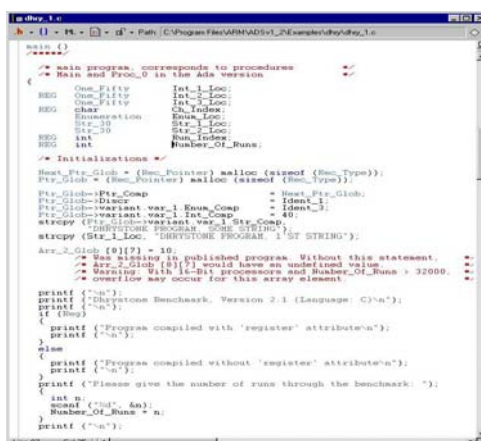 dhry_1.c
Path: C:\Program Files\ARM\ADSv1_2\Examples\dhry\dhry_1.c
main ()
/*****/
/* main program, corresponds to procedures */
/* Main and Proc_0 in the Ada version */
{
One_Fifty Int_1_Loc;
REG One_Fifty Int_2_Loc;
One_Fifty Int_3_Loc;
REG char Ch_Index;
Enumeration Enum_Loc;
Str_30 Str_1_Loc;
Str_30 Str_2_Loc;
REG int Run_Index;
REG int Number_Of_Runs;
/* Initializations */
Next_Ptr_Glob = (Rec_Pointer) malloc (sizeof (Rec_Type));
Ptr_Glob = (Rec_Pointer) malloc (sizeof (Rec_Type));
Ptr_Glob->Ptr_Comp = Next_Ptr_Glob;
Ptr_Glob->Discr = Ident_1;
Ptr_Glob->variant.var_1.Enum_Comp = Ident_3;
Ptr_Glob->variant.var_1.Int_Comp = 40;
strcpy (Ptr_Glob->variant.var_1.Str_Comp,
"DHRYSTONE PROGRAM, SOME STRING");
strcpy (Str_1_Loc, "DHRYSTONE PROGRAM, 1'ST STRING");
Arr_2_Glob [8][7] = 10;
/* Was missing in published program. Without this statement, */
/* Arr_2_Glob [8][7] would have an undefined value. */
/* Warning: With 16-Bit processors and Number_Of_Runs > 32000, */
/* overflow may occur for this array element. */
printf ("\n");
printf ("Dhrystone Benchmark, Version 2.1 (Language: C)\n");
printf ("\n");
if (Reg)
{
printf ("Program compiled with 'register' attribute\n");
printf ("\n");
}
else
{
printf ("Program compiled without 'register' attribute\n");
printf ("\n");
}
printf ("Please give the number of runs through the benchmark: ");
{
int n;
scanf ("%d", &n);
Number_Of_Runs = n;
}
printf ("\n");